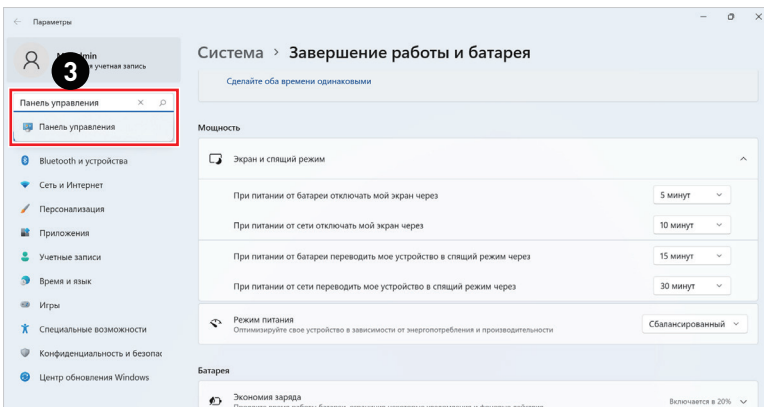 Параметры
admin
учетная запись
3
Панель управления
Панель управления
Bluetooth и устройства
Сеть и Интернет
Персонализация
Приложения
Учетные записи
Время и язык
Игры
Специальные возможности
Конфиденциальность и безопас
Центр обновления Windows
Система > Завершение работы и батарея
Сделайте оба времени одинаковыми
Мощность
Экран и спящий режим
При питании от батареи отключать мой экран через 5 минут
При питании от сети отключать мой экран через 10 минут
При питании от батареи переводить мое устройство в спящий режим через 15 минут
При питании от сети переводить мое устройство в спящий режим через 30 минут
Режим питания
Оптимизируйте свое устройство в зависимости от энергопотребления и производительности
Сбалансированный
Батарея
Экономия заряда
Включается в 20%